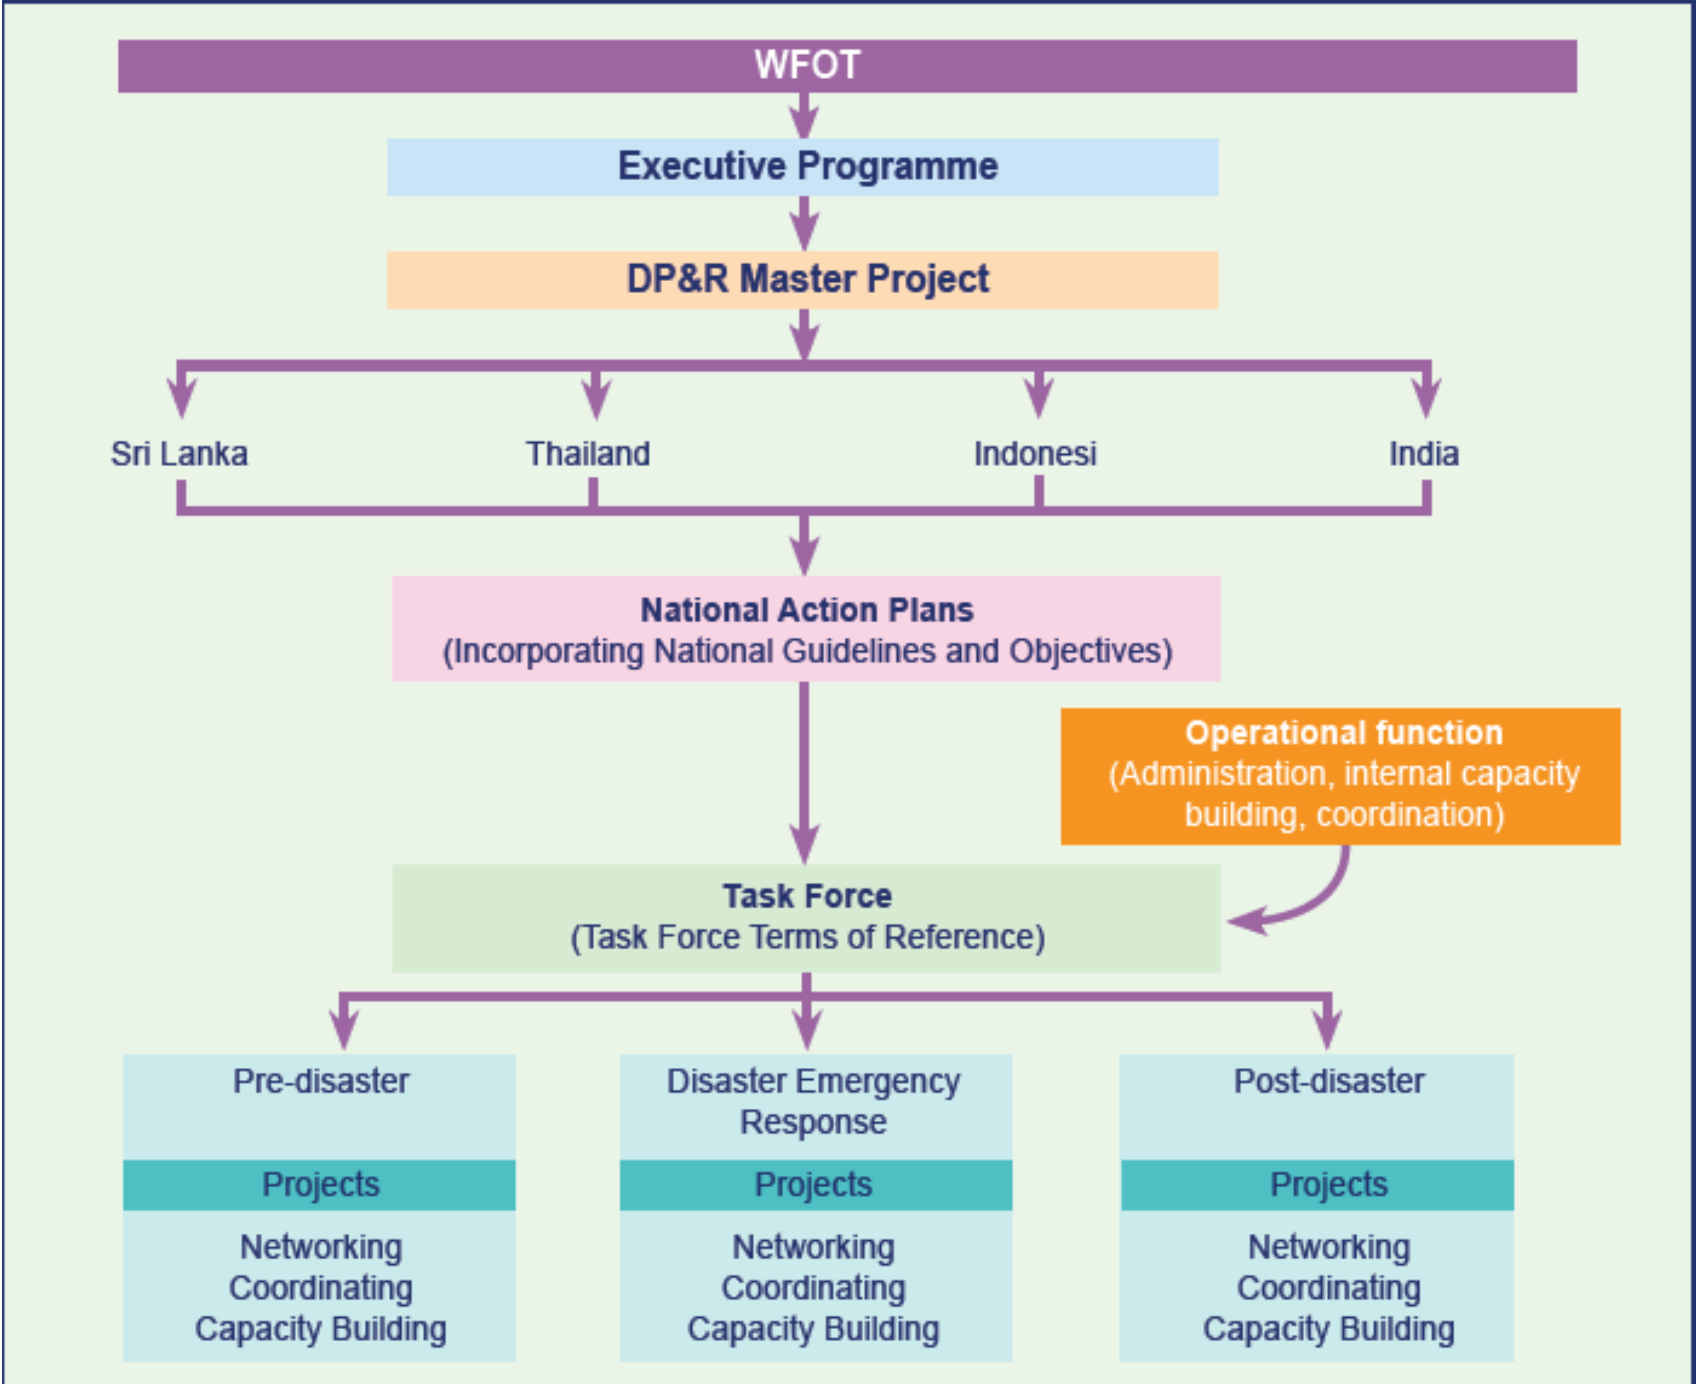 WFOT
Executive Programme
DP&R Master Project
Sri Lanka
Thailand
Indonesi
India
National Action Plans
(Incorporating National Guidelines and Objectives)
Operational function
(Administration, internal capacity
building, coordination)
Task Force
(Task Force Terms of Reference)
Pre-disaster
Projects
Networking
Coordinating
Capacity Building
Disaster Emergency
Response
Projects
Networking
Coordinating
Capacity Building
Post-disaster
Projects
Networking
Coordinating
Capacity Building